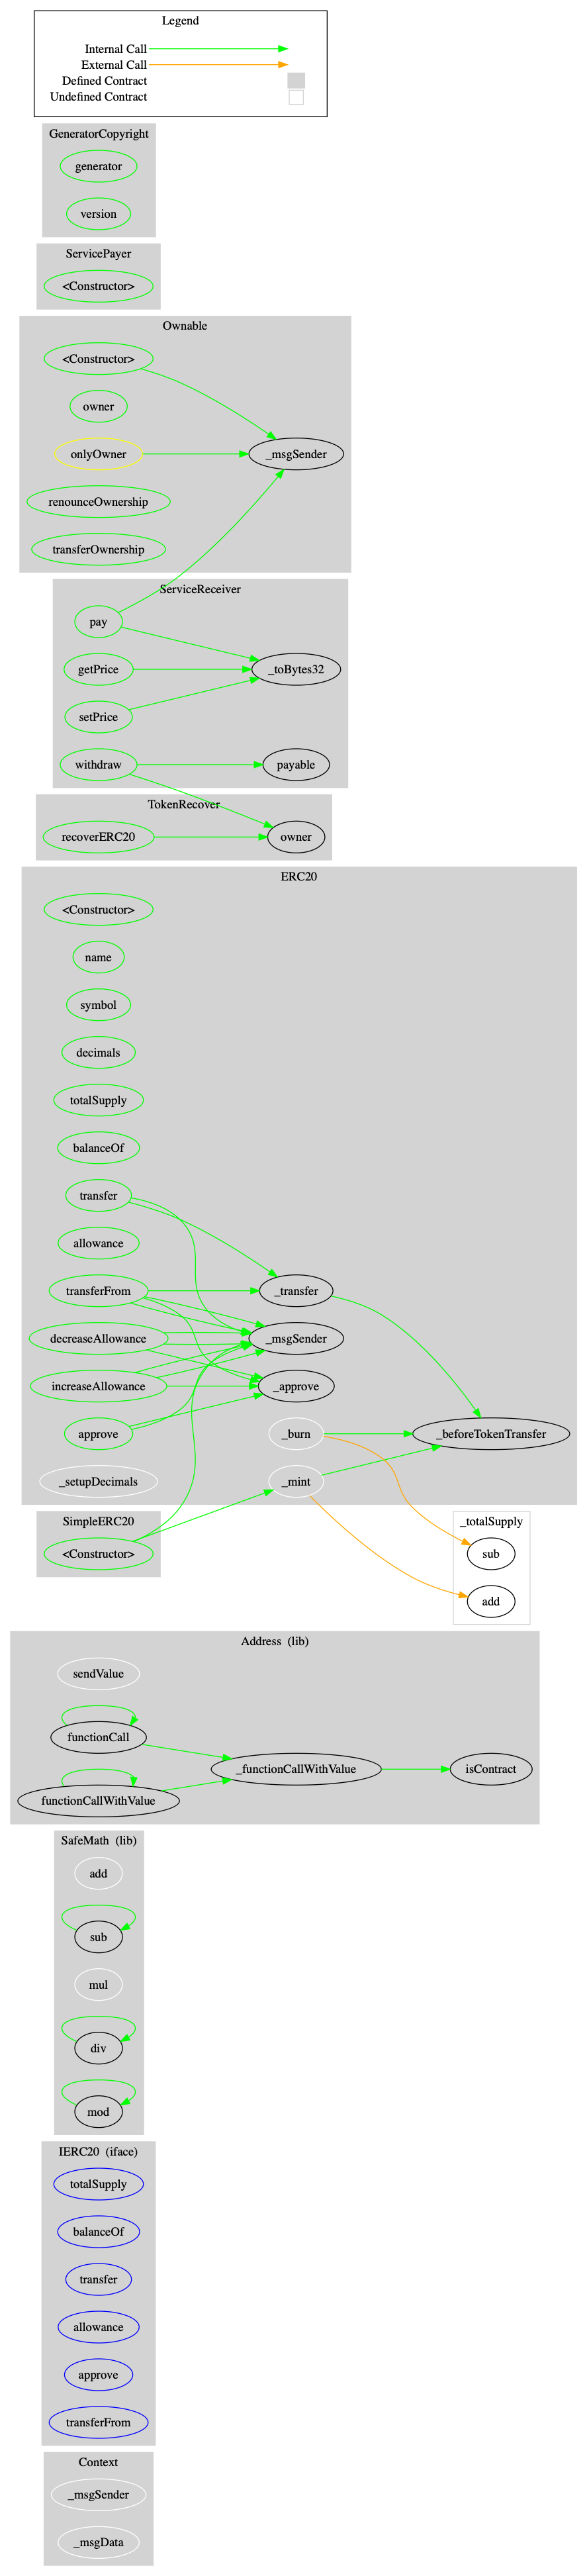 Legend
Internal Call
External Call
Defined Contract
Undefined Contract
GeneratorCopyright
generator
version
ServicePayer
<Constructor>
Ownable
<Constructor>
owner
onlyOwner
_msgSender
renounceOwnership
transferOwnership
ServiceReceiver
pay
getPrice
_toBytes32
setPrice
withdraw
payable
TokenRecover
recoverERC20
owner
ERC20
<Constructor>
name
symbol
decimals
totalSupply
balanceOf
transfer
allowance
transferFrom
_transfer
decreaseAllowance
_msgSender
increaseAllowance
_approve
approve
_burn
_beforeTokenTransfer
_setupDecimals
_mint
SimpleERC20
<Constructor>
_totalSupply
sub
add
Address (lib)
sendValue
functionCall
_functionCallWithValue
isContract
functionCallWithValue
SafeMath (lib)
add
sub
mul
div
mod
IERC20 (iface)
totalSupply
balanceOf
transfer
allowance
approve
transferFrom
Context
_msgSender
_msgData